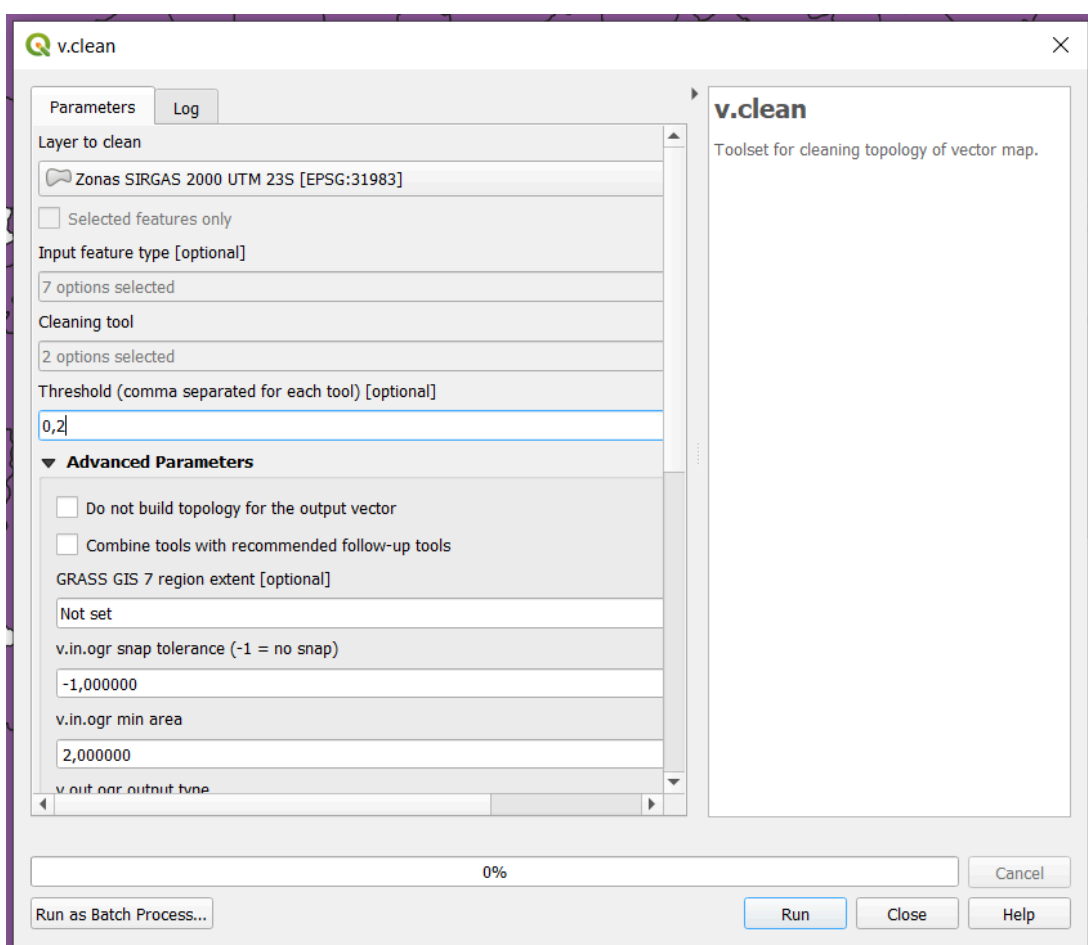 v.clean
Parameters
Log
Layer to clean
Zonas SIRGAS 2000 UTM 23S [EPSG:31983]
Selected features only
Input feature type [optional]
7 options selected
Cleaning tool
2 options selected
Threshold (comma separated for each tool) [optional]
0,2
Advanced Parameters
Do not build topology for the output vector
Combine tools with recommended follow-up tools
GRASS GIS 7 region extent [optional]
Not set
v.in.ogr snap tolerance (-1 = no snap)
-1,000000
v.in.ogr min area
2,000000
v.out.ogr output type
v.clean
Toolset for cleaning topology of vector map.
0%
Cancel
Run as Batch Process...
Run
Close
Help